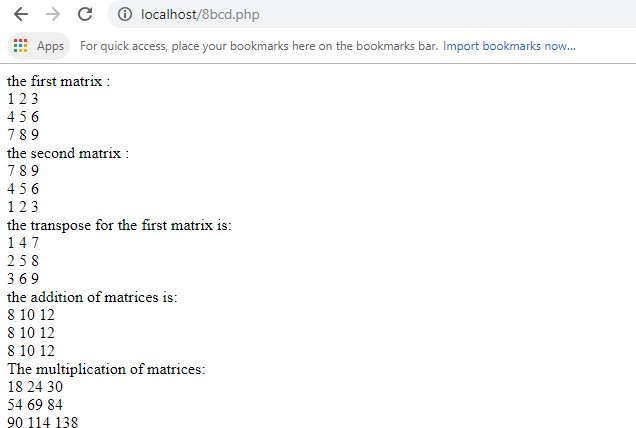 localhost/8bcd.php
Apps For quick access, place your bookmarks here on the bookmarks bar. Import bookmarks now...
the first matrix :
1 2 3
4 5 6
7 8 9
the second matrix :
7 8 9
4 5 6
1 2 3
the transpose for the first matrix is:
1 4 7
2 5 8
3 6 9
the addition of matrices is:
8 10 12
8 10 12
8 10 12
The multiplication of matrices:
18 24 30
54 69 84
90 114 138